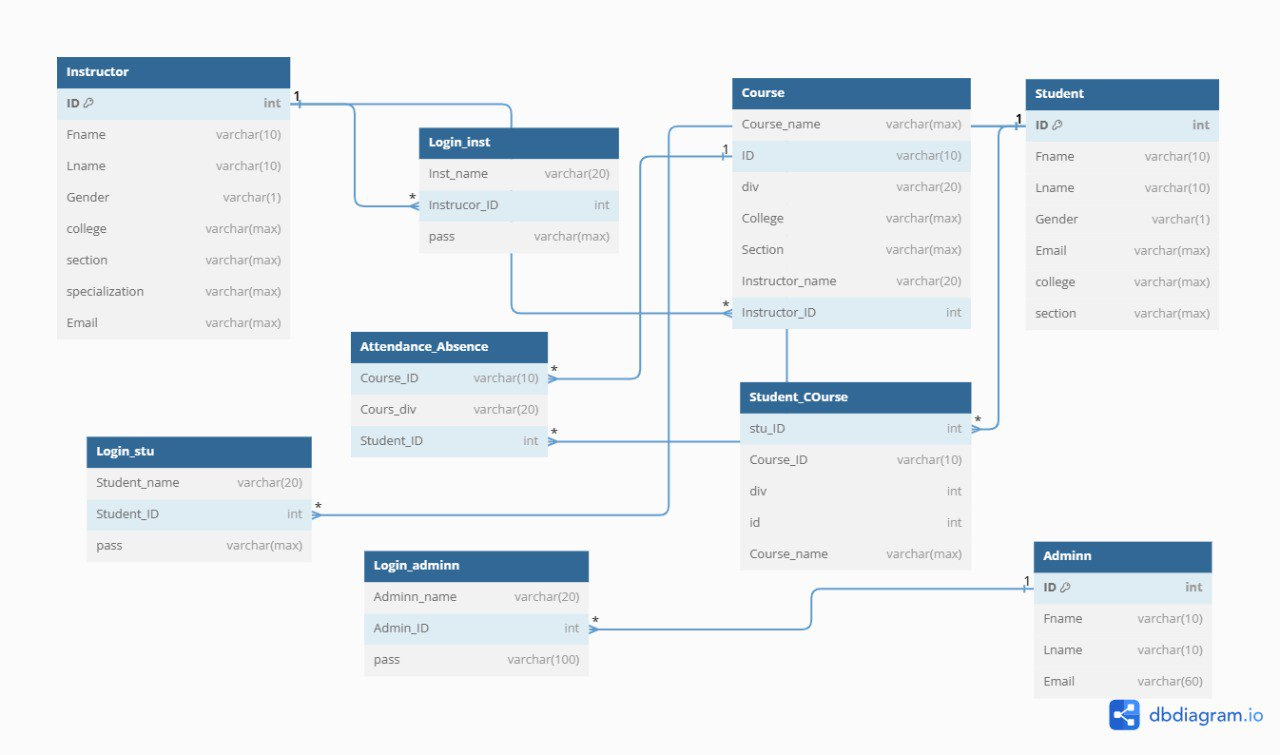 Instructor
ID int
Fname varchar(10)
Lname varchar(10)
Gender varchar(1)
college varchar(max)
section varchar(max)
specialization varchar(max)
Email varchar(max)
1
Login_inst
Inst_name varchar(20)
* Instrucor_ID int
pass varchar(max)
Course
Course_name varchar(max)
1 ID varchar(10)
div varchar(20)
College varchar(max)
Section varchar(max)
Instructor_name varchar(20)
* Instructor_ID int
Student
1 ID int
Fname varchar(10)
Lname varchar(10)
Gender varchar(1)
Email varchar(max)
college varchar(max)
section varchar(max)
Attendance_Absence
Course_ID varchar(10) *
Cours_div varchar(20)
Student_ID int *
Student_COurse
stu_ID int *
Course_ID varchar(10)
div int
id int
Course_name varchar(max)
Login_stu
Student_name varchar(20)
Student_ID int *
pass varchar(max)
Login_adminn
Adminn_name varchar(20)
Admin_ID int *
pass varchar(100)
Adminn
1 ID int
Fname varchar(10)
Lname varchar(10)
Email varchar(60)
dbdiagram.io